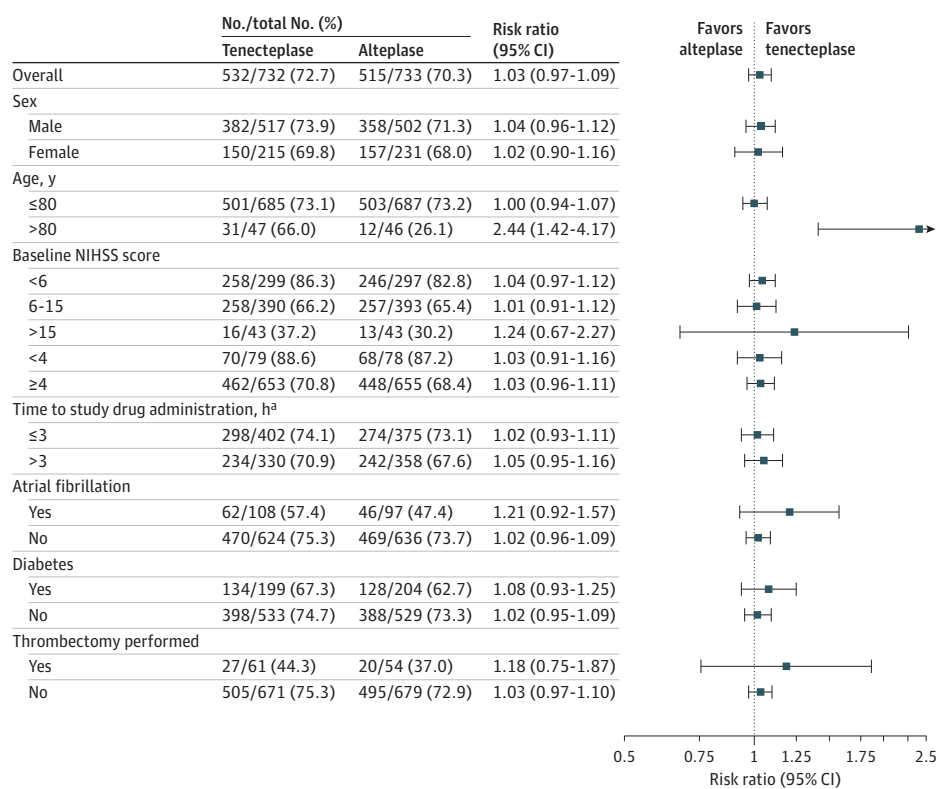 No./total No. (%)
Risk ratio (95% CI)
Favors alteplase
Favors tenecteplase
Tenecteplase Alteplase
Overall 532/732 (72.7) 515/733 (70.3) 1.03 (0.97-1.09)
Sex
Male 382/517 (73.9) 358/502 (71.3) 1.04 (0.96-1.12)
Female 150/215 (69.8) 157/231 (68.0) 1.02 (0.90-1.16)
Age, y
≤80 501/685 (73.1) 503/687 (73.2) 1.00 (0.94-1.07)
>80 31/47 (66.0) 12/46 (26.1) 2.44 (1.42-4.17)
Baseline NIHSS score
<6 258/299 (86.3) 246/297 (82.8) 1.04 (0.97-1.12)
6-15 258/390 (66.2) 257/393 (65.4) 1.01 (0.91-1.12)
>15 16/43 (37.2) 13/43 (30.2) 1.24 (0.67-2.27)
<4 70/79 (88.6) 68/78 (87.2) 1.03 (0.91-1.16)
≥4 462/653 (70.8) 448/655 (68.4) 1.03 (0.96-1.11)
Time to study drug administration, hᵃ
≤3 298/402 (74.1) 274/375 (73.1) 1.02 (0.93-1.11)
>3 234/330 (70.9) 242/358 (67.6) 1.05 (0.95-1.16)
Atrial fibrillation
Yes 62/108 (57.4) 46/97 (47.4) 1.21 (0.92-1.57)
No 470/624 (75.3) 469/636 (73.7) 1.02 (0.96-1.09)
Diabetes
Yes 134/199 (67.3) 128/204 (62.7) 1.08 (0.93-1.25)
No 398/533 (74.7) 388/529 (73.3) 1.02 (0.95-1.09)
Thrombectomy performed
Yes 27/61 (44.3) 20/54 (37.0) 1.18 (0.75-1.87)
No 505/671 (75.3) 495/679 (72.9) 1.03 (0.97-1.10)
0.5 0.75 1 1.25 1.75 2.5
Risk ratio (95% CI)